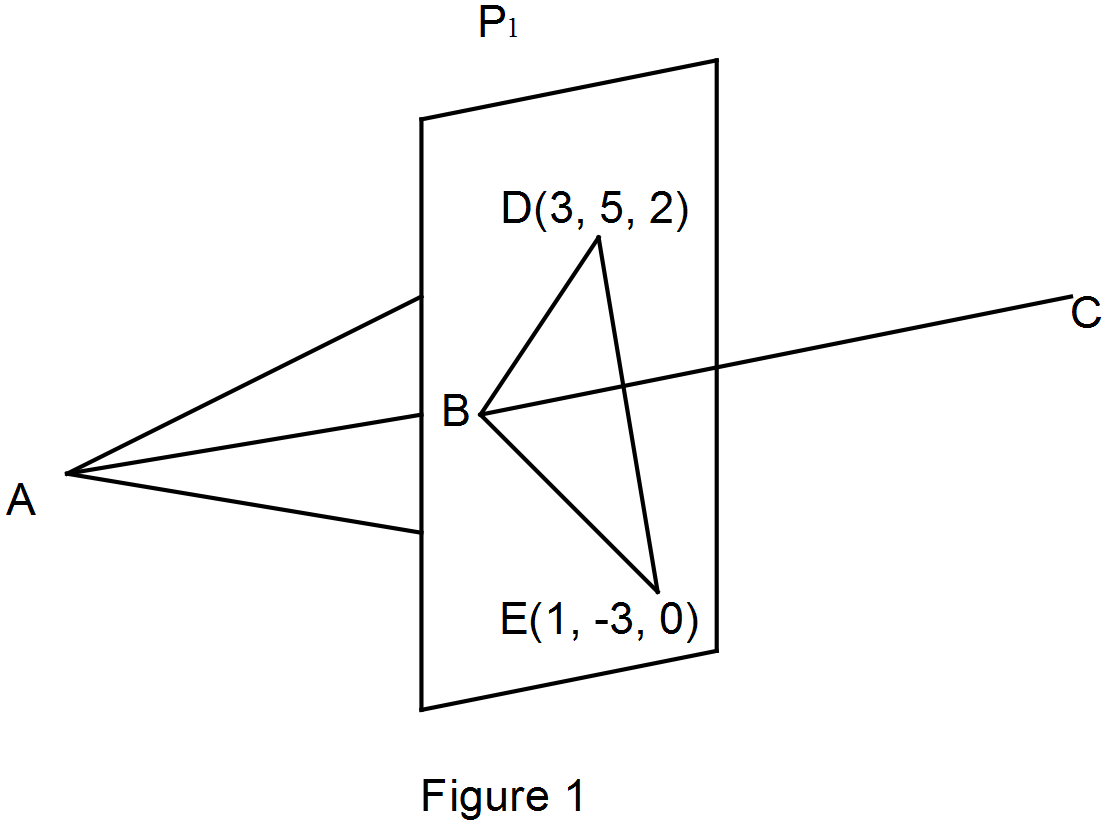 P₁
D(3, 5, 2)
C
B
A
E(1, -3, 0)
Figure 1